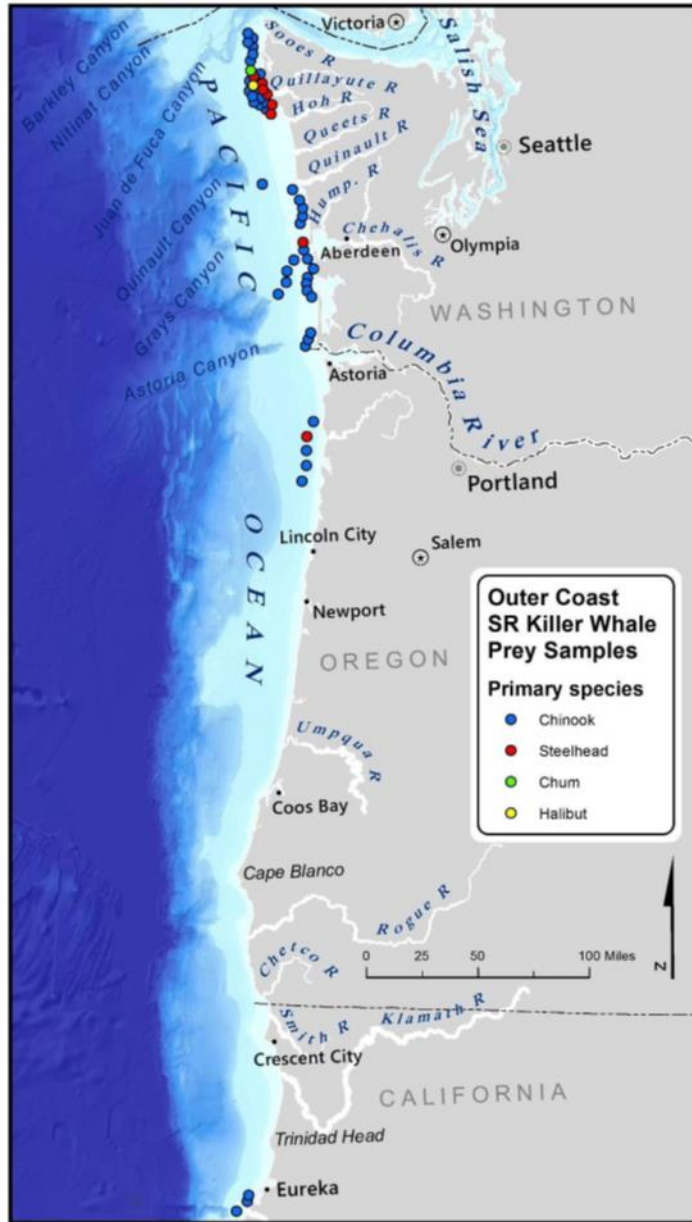 Victoria
Sooes R
Salish Sea
Barkley Canyon
Nitinat Canyon
Juan de Fuca Canyon
Quillayute R
Hoh R
Queets R
Quinault R
Seattle
PACIFIC
Hump. R
Quinault Canyon
Chehalis R
Olympia
Aberdeen
Grays Canyon
WASHINGTON
Astoria Canyon
Columbia River
Astoria
Portland
OCEAN
Lincoln City
Salem
Newport
OREGON
Outer Coast
SR Killer Whale
Prey Samples
Primary species
Chinook
Steelhead
Chum
Halibut
Umpqua R
Coos Bay
Cape Blanco
Rogue R
Chetco R
0 25 50 100 Miles
N
Smith R
Klamath R
Crescent City
CALIFORNIA
Trinidad Head
Eureka